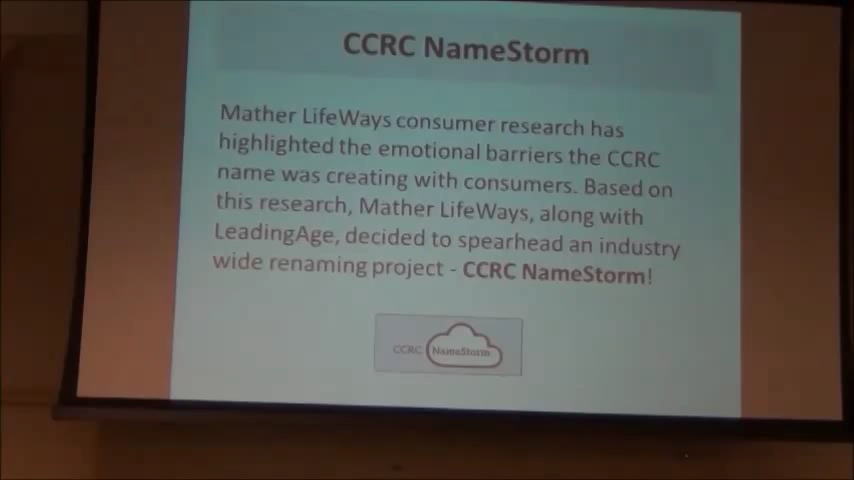 CCRC NameStorm
Mather LifeWays consumer research has
highlighted the emotional barriers the CCRC
name was creating with consumers. Based on
this research, Mather LifeWays, along with
LeadingAge, decided to spearhead an industry
wide renaming project - CCRC NameStorm!
CCRC NameStorm